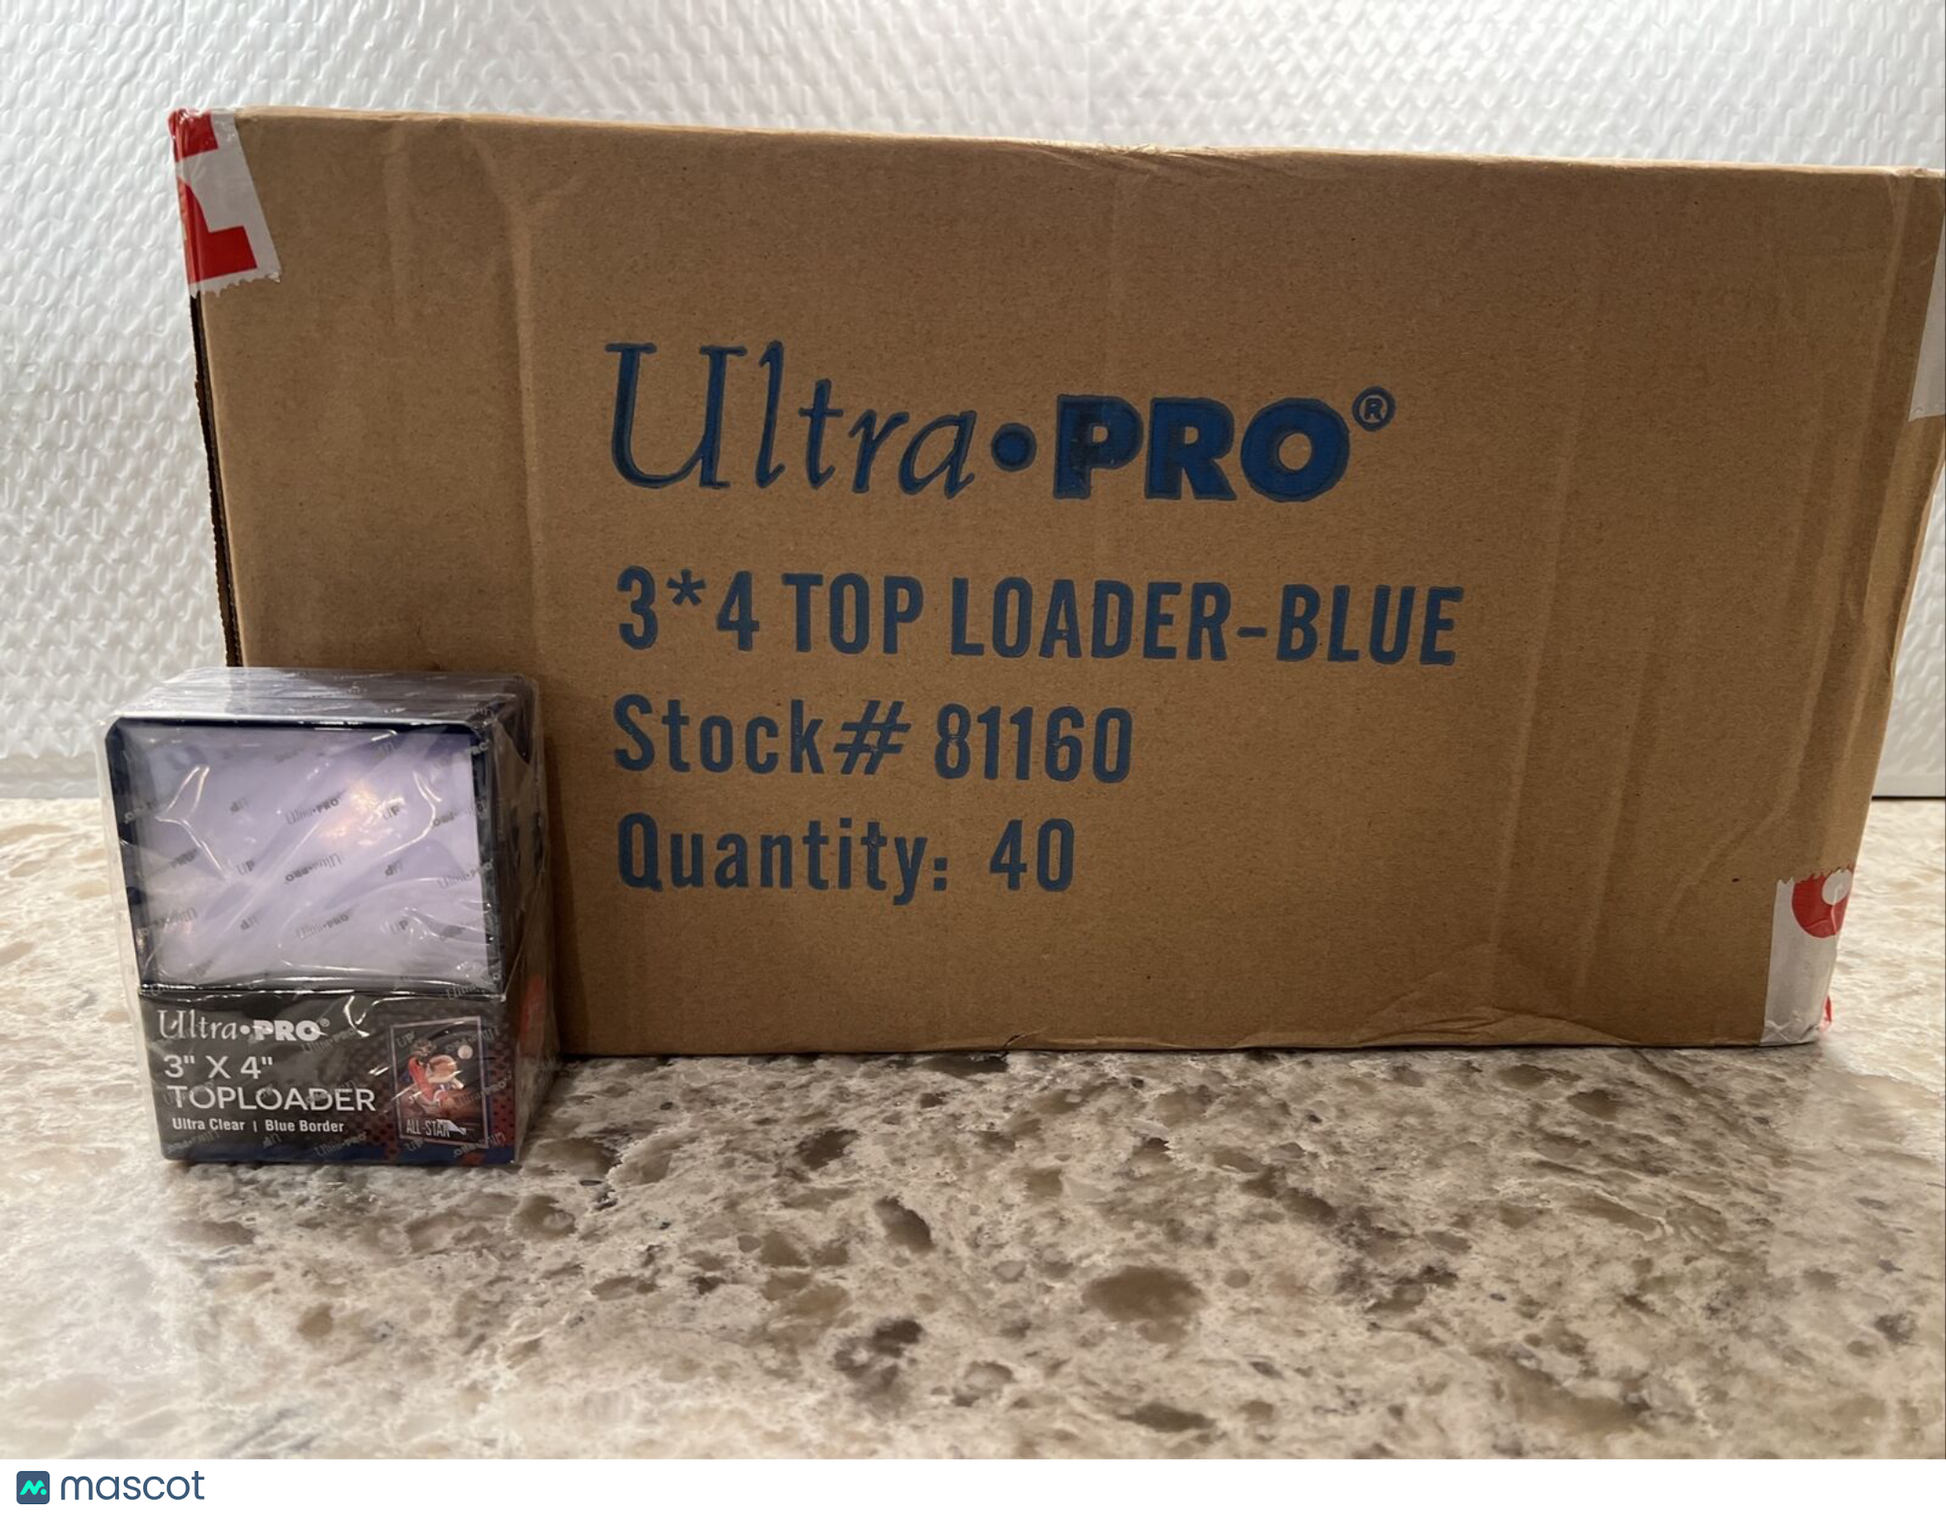 Ultra•PRO®
3*4 TOP LOADER-BLUE
Stock# 81160
Quantity: 40
Ultra•PRO®
3" X 4"
TOPLOADER
Ultra Clear | Blue Border
ALL-STAR
mascot